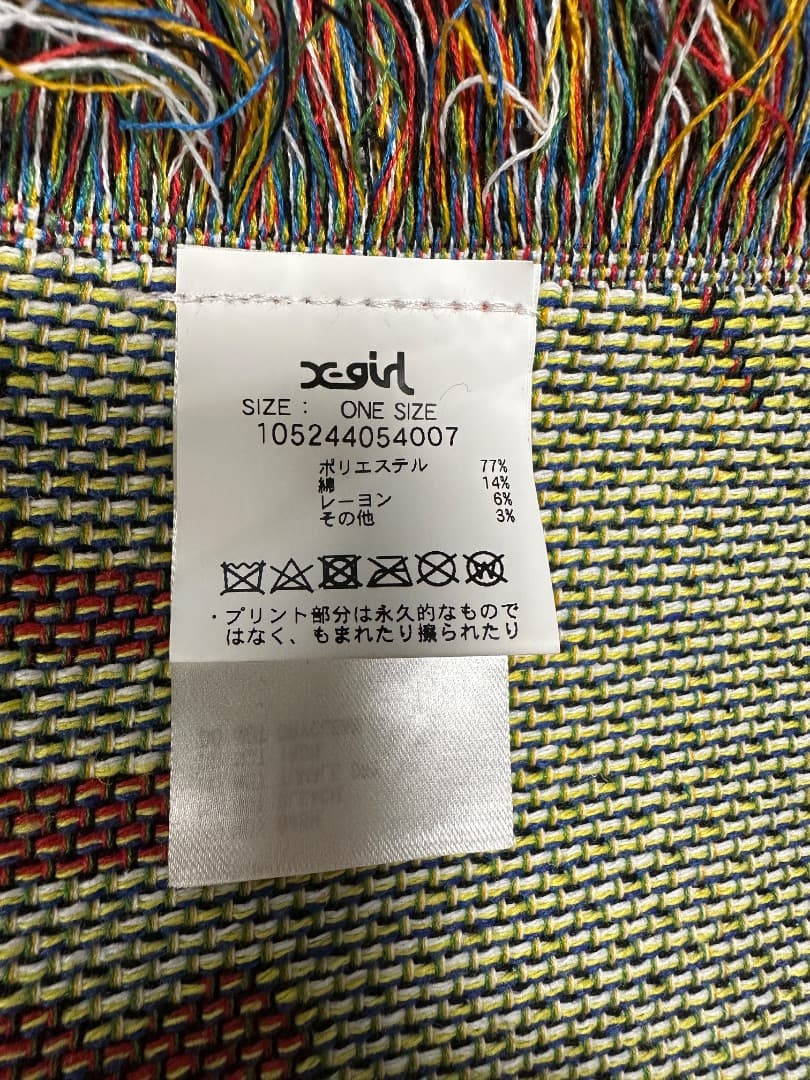 X-girl
SIZE : ONE SIZE
105244054007
ポリエステル 77%
綿 14%
レーヨン 6%
その他 3%
・プリント部分は永久的なもので
はなく、もまれたり擦られたり